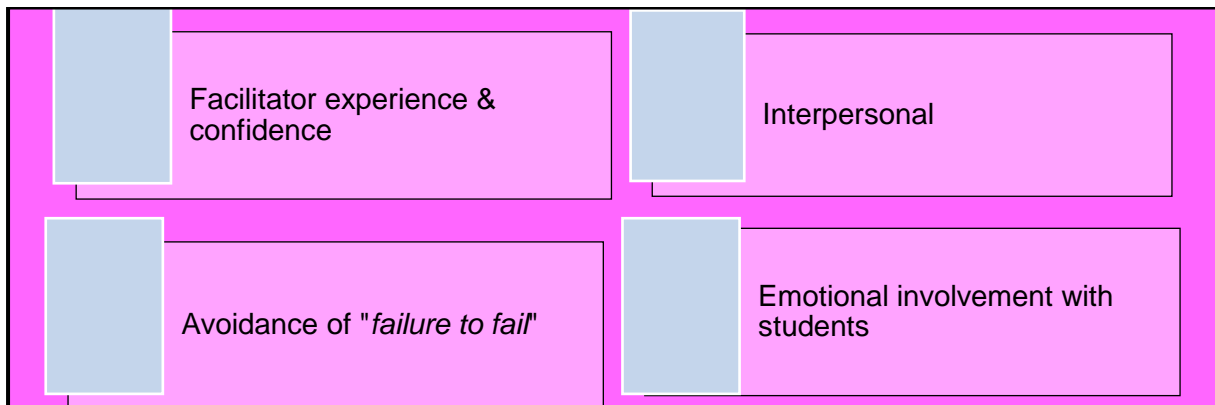 Facilitator experience &
confidence
Interpersonal
Avoidance of "failure to fail"
Emotional involvement with
students